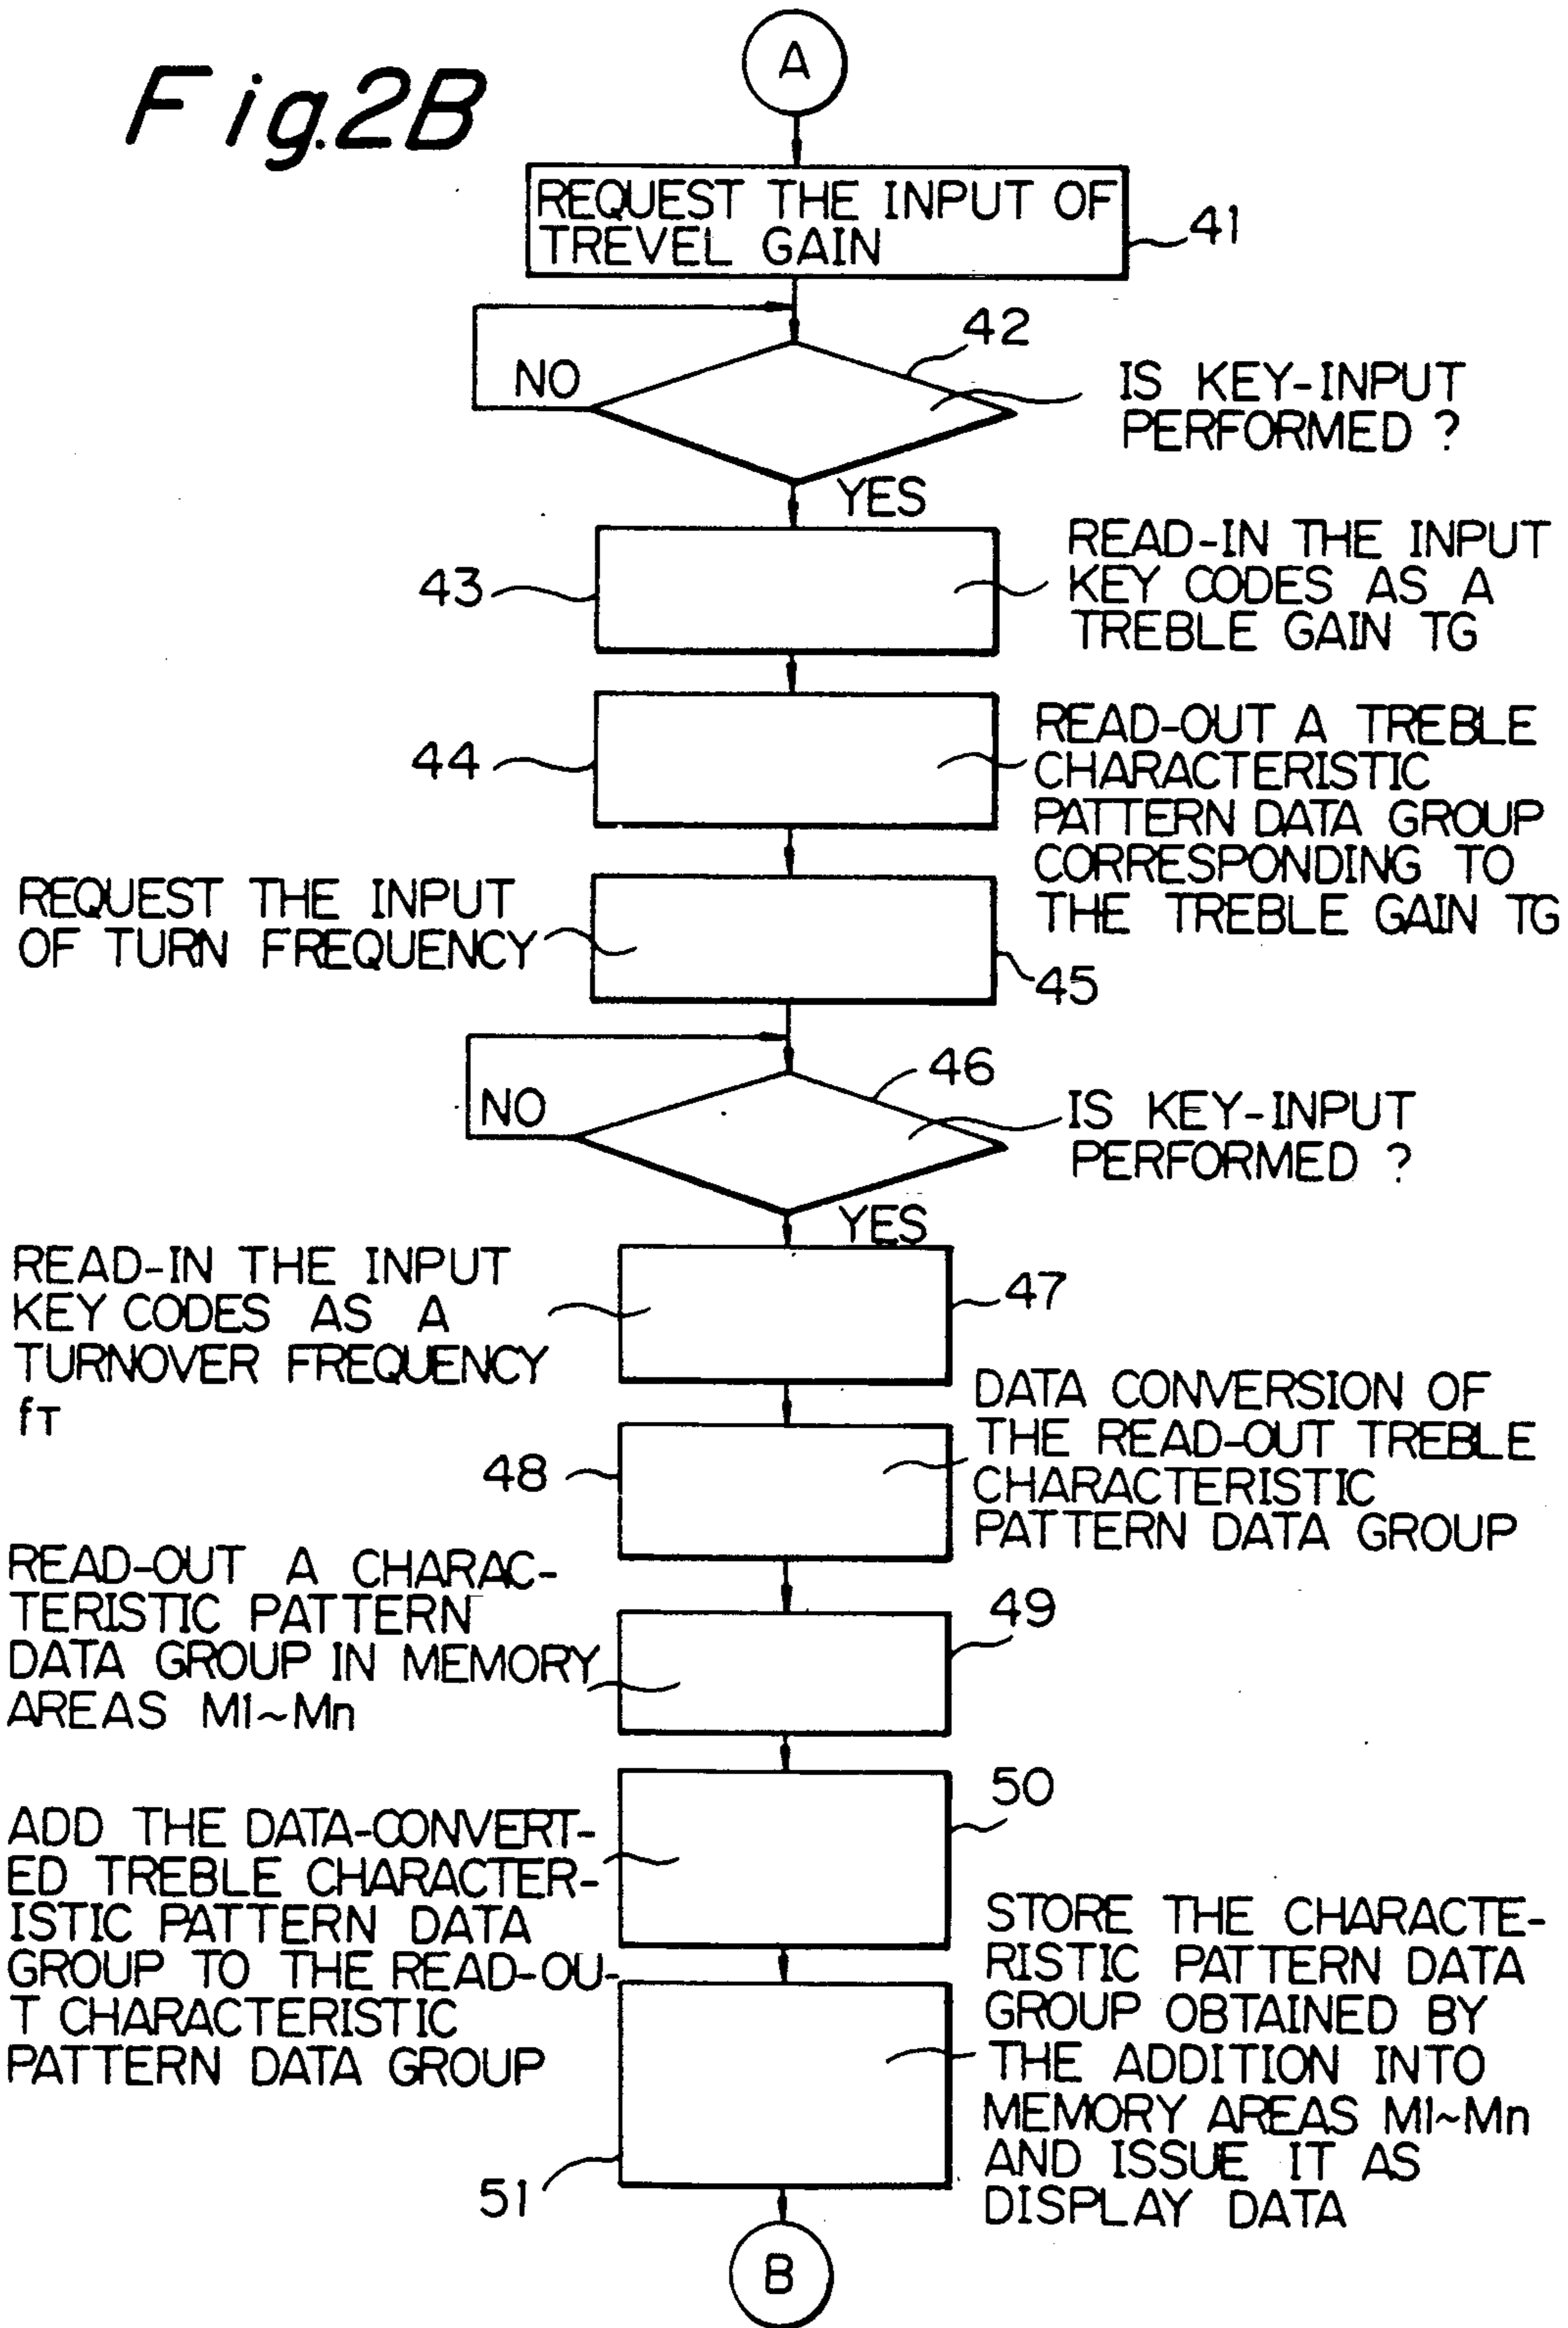 Fig.2B
A
REQUEST THE INPUT OF
TREVEL GAIN
41
42
NO
IS KEY-INPUT
PERFORMED ?
YES
43
READ-IN THE INPUT
KEY CODES AS A
TREBLE GAIN TG
44
READ-OUT A TREBLE
CHARACTERISTIC
PATTERN DATA GROUP
CORRESPONDING TO
THE TREBLE GAIN TG
REQUEST THE INPUT
OF TURN FREQUENCY
45
46
NO
IS KEY-INPUT
PERFORMED ?
YES
READ-IN THE INPUT
KEY CODES AS A
TURNOVER FREQUENCY
fT
47
48
DATA CONVERSION OF
THE READ-OUT TREBLE
CHARACTERISTIC
PATTERN DATA GROUP
READ-OUT A CHARAC-
TERISTIC PATTERN
DATA GROUP IN MEMORY
AREAS M1~Mn
49
50
ADD THE DATA-CONVERT-
ED TREBLE CHARACTER-
ISTIC PATTERN DATA
GROUP TO THE READ-OU-
T CHARACTERISTIC
PATTERN DATA GROUP
STORE THE CHARACTE-
RISTIC PATTERN DATA
GROUP OBTAINED BY
THE ADDITION INTO
MEMORY AREAS M1~Mn
AND ISSUE IT AS
DISPLAY DATA
51
B